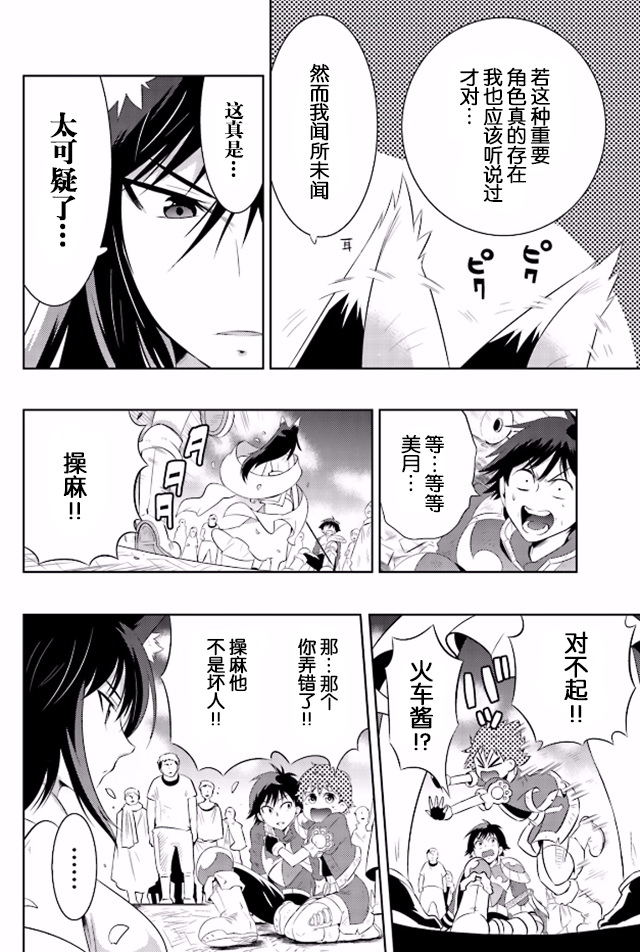 若这种重要
角色真的存在
我也应该听说过
才对…
然而我闻所未闻
耳
ピク
ピク
这真是…
太可疑了…
等…等等
美月…
タタタ
操麻!!
对不起!!
火车酱!?
那…那个
你弄错了!!
操麻他
不是坏人!!
……